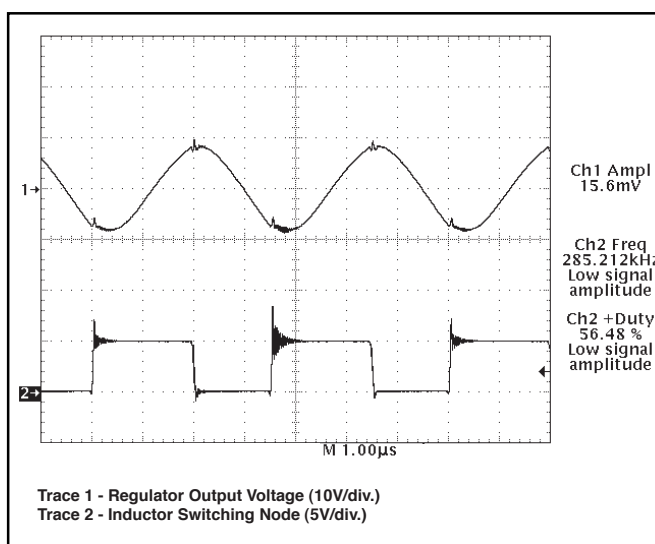 1→
Ch1 Ampl
15.6mV
Ch2 Freq
285.212kHz
Low signal
amplitude
Ch2 +Duty
56.48 %
Low signal
amplitude
2→
M 1.00µs
Trace 1 - Regulator Output Voltage (10V/div.)
Trace 2 - Inductor Switching Node (5V/div.)